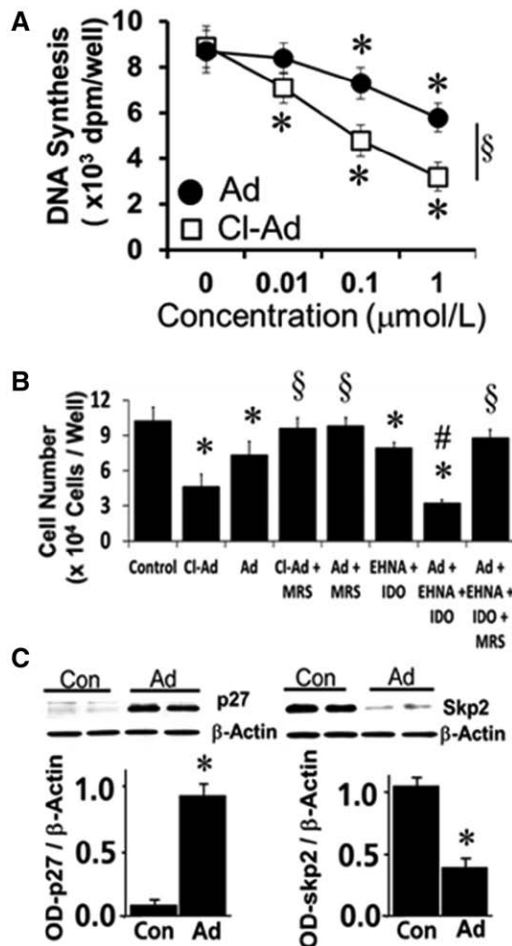 A
DNA Synthesis
( x10³ dpm/well)
10
8
6
4
2
0
* * * * *
§
Ad
Cl-Ad
0 0.01 0.1 1
Concentration (μmol/L)
B
Cell Number
(x 10⁴ Cells / Well)
12
9
6
3
0
* * § § * # * §
Control
Cl-Ad
Ad
Cl-Ad +
MRS
Ad +
MRS
EHNA +
IDO
Ad +
EHNA +
IDO
Ad +
EHNA +
IDO +
MRS
C
Con Ad
p27
β-Actin
OD-p27 / β-Actin
1.0
0.5
0.0
*
Con Ad
Con Ad
Skp2
β-Actin
OD-skp2 / β-Actin
1.0
0.5
0.0
*
Con Ad